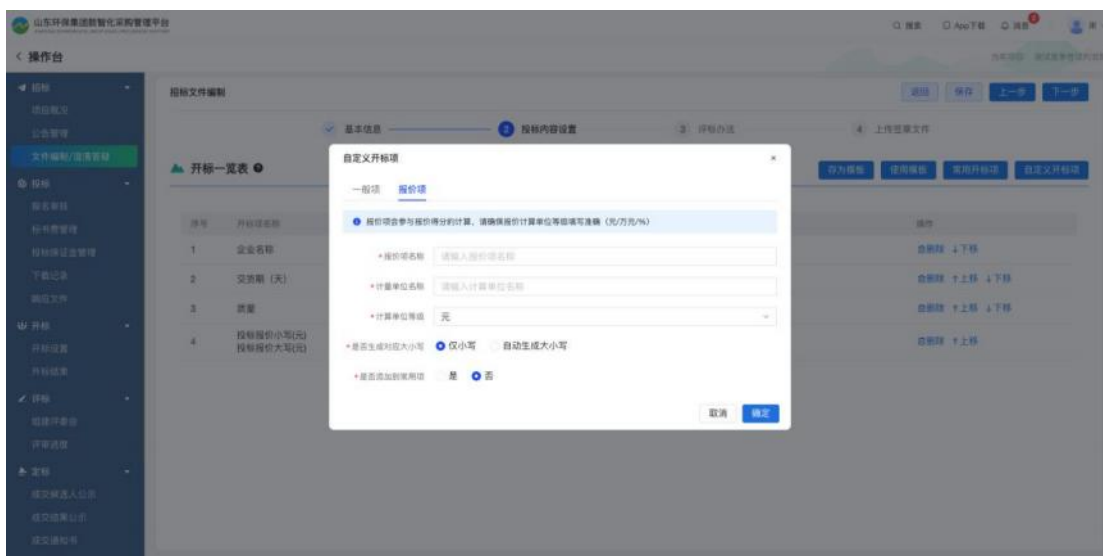 山东环保集团数智化采购管理平台
搜索 App下载 消息
< 操作台
招标
项目概况
公告管理
文件编制/澄清答疑
投标
报名审核
标书费管理
投标保证金管理
下载记录
响应文件
开标
开标设置
开标结果
评标
组建评委会
评审进度
定标
成交候选人公示
成交结果公示
成交通知书
招标文件编制
返回 保存 上一步 下一步
基本信息 2 投标内容设置 3 评标办法 4 上传签章文件
开标一览表
存为模板 使用模板 常用开标项 自定义开标项
序号 开标项名称 操作
1 企业名称 删除 ↓下移
2 交货期（天） 删除 ↑上移 ↓下移
3 质量 删除 ↑上移 ↓下移
4 投标报价小写(元)
投标报价大写(元) 删除 ↑上移
自定义开标项 ×
一般项 报价项
报价项会参与报价得分的计算，请确保报价计算单位等级填写准确（元/万元/%）
*报价项名称 请输入报价项名称
*计量单位名称 请输入计算单位名称
*计算单位等级 元
*是否生成对应大小写 仅小写 自动生成大小写
*是否添加到常用项 是 否
取消 确定